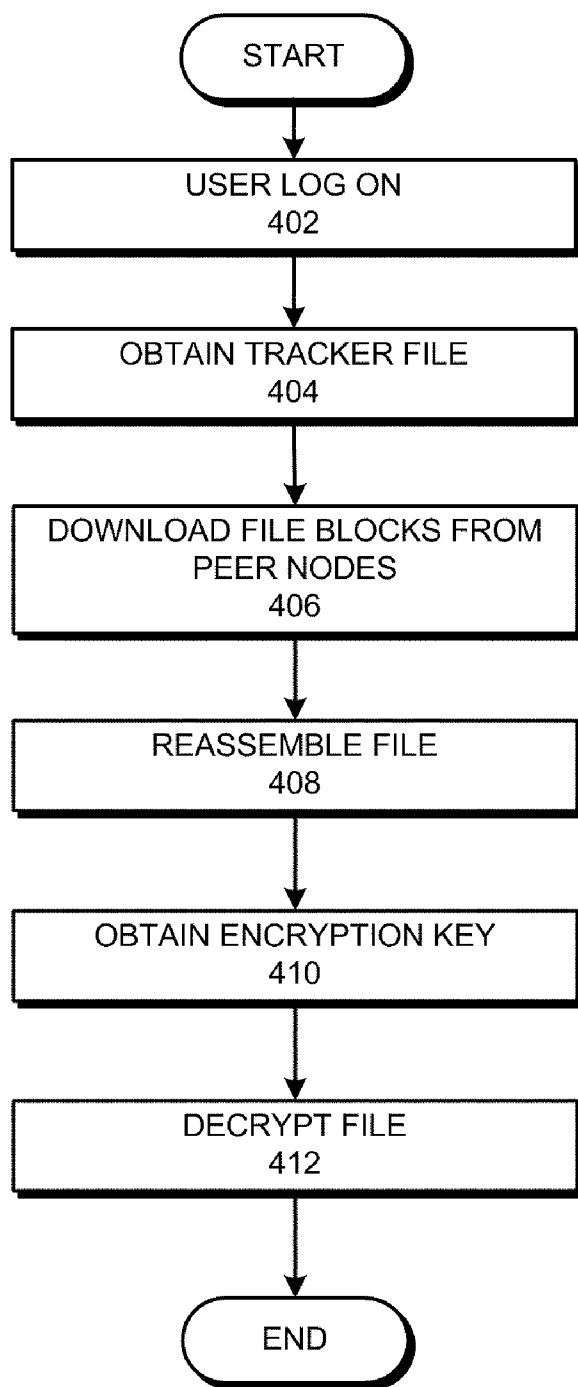 START
USER LOG ON
402
OBTAIN TRACKER FILE
404
DOWNLOAD FILE BLOCKS FROM
PEER NODES
406
REASSEMBLE FILE
408
OBTAIN ENCRYPTION KEY
410
DECRYPT FILE
412
END